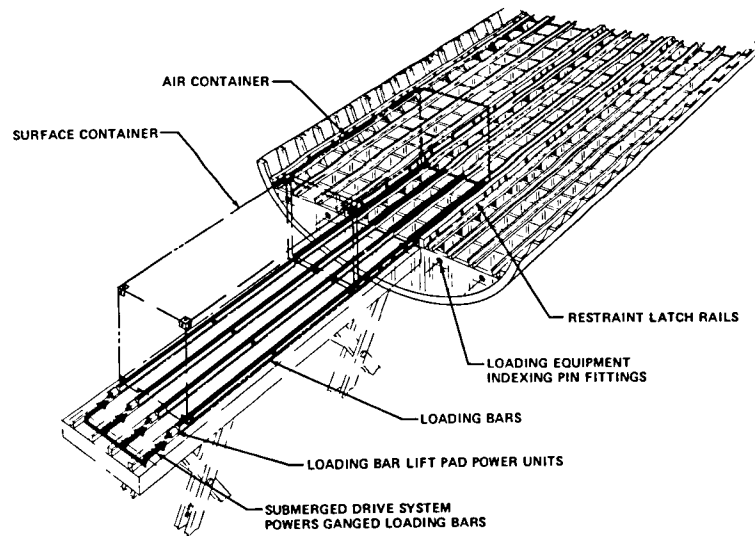 AIR CONTAINER
SURFACE CONTAINER
RESTRAINT LATCH RAILS
LOADING EQUIPMENT
INDEXING PIN FITTINGS
LOADING BARS
LOADING BAR LIFT PAD POWER UNITS
SUBMERGED DRIVE SYSTEM
POWERS GANGED LOADING BARS